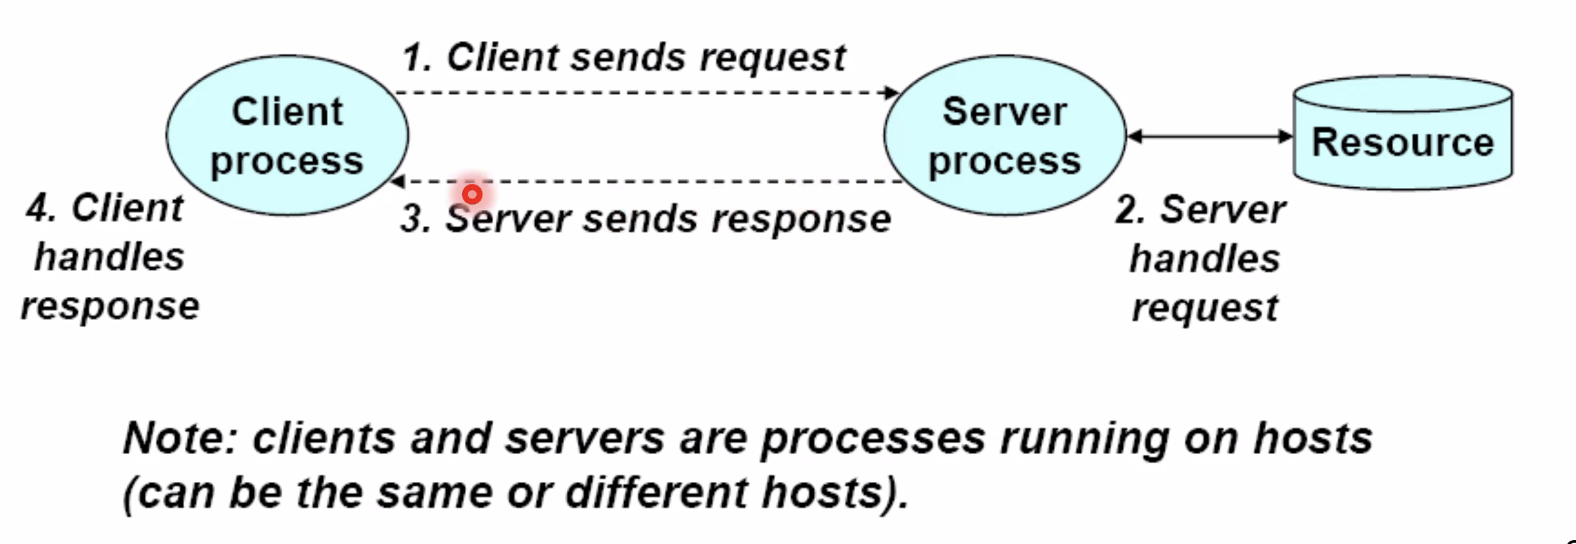 1. Client sends request
Client
process
Server
process
Resource
3. Server sends response
4. Client
handles
response
2. Server
handles
request
Note: clients and servers are processes running on hosts
(can be the same or different hosts).